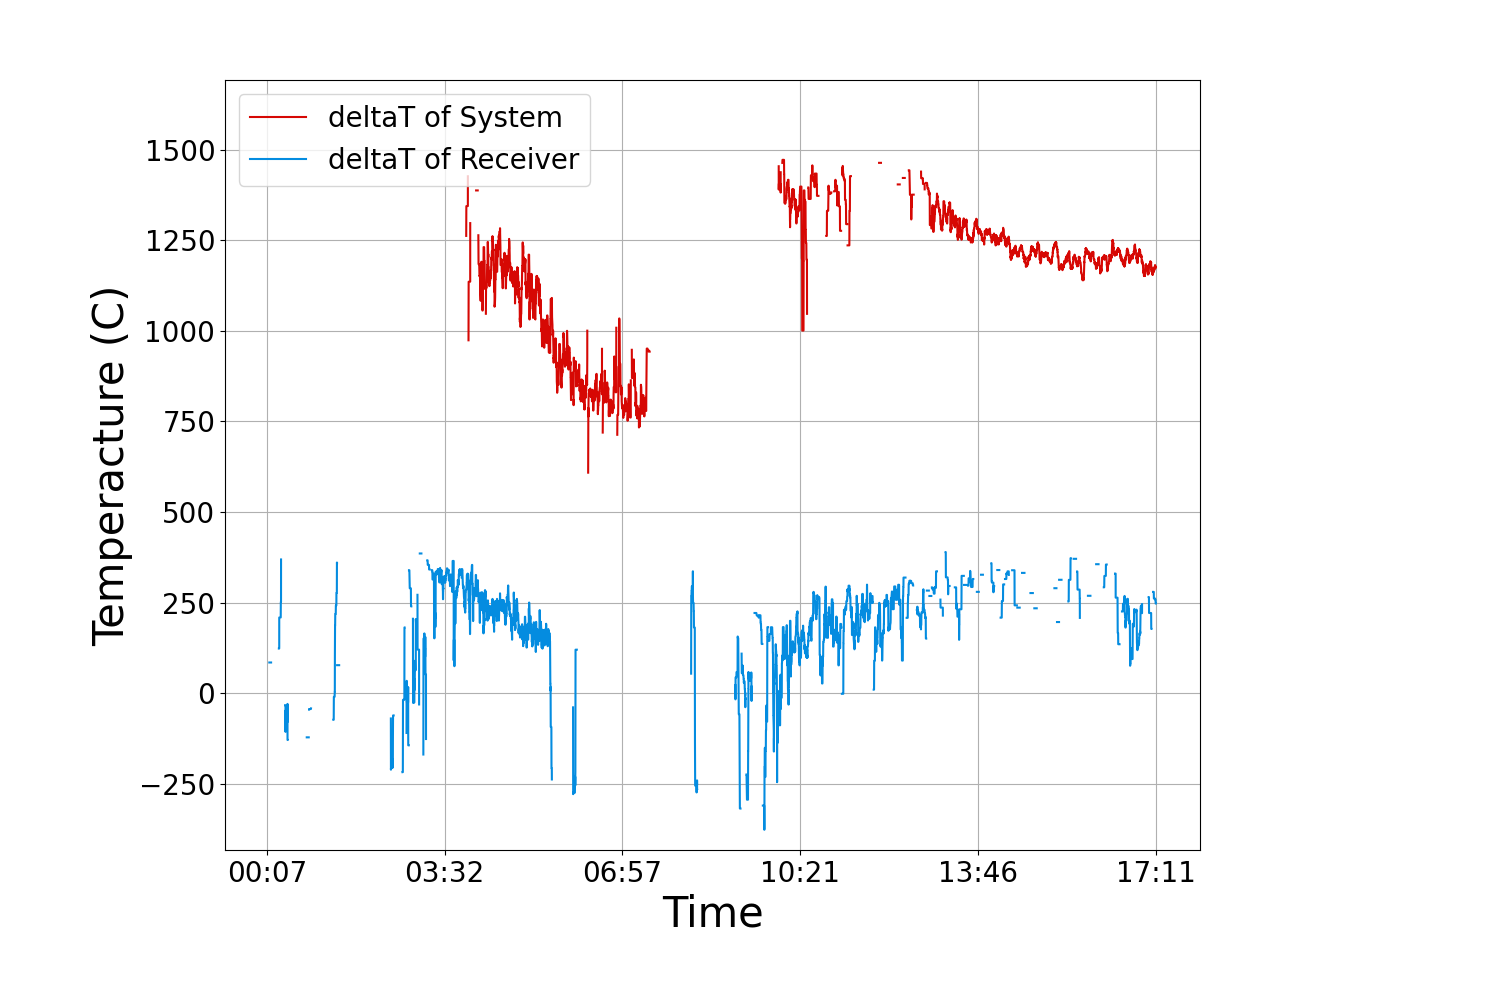 deltaT of System
deltaT of Receiver
1500
1250
1000
750
500
250
0
−250
Temperacture (C)
00:07 03:32 06:57 10:21 13:46 17:11
Time